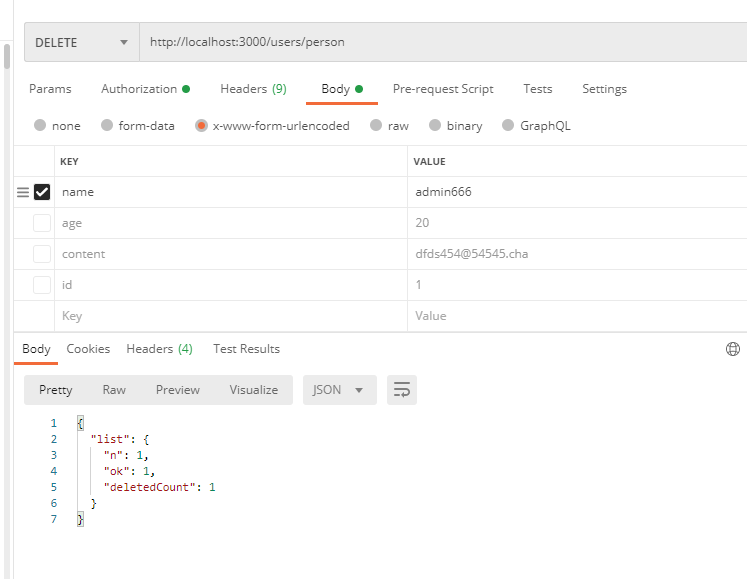 DELETE http://localhost:3000/users/person
Params Authorization Headers (9) Body Pre-request Script Tests Settings
none form-data x-www-form-urlencoded raw binary GraphQL
KEY VALUE
name admin666
age 20
content dfds454@54545.cha
id 1
Key Value
Body Cookies Headers (4) Test Results
Pretty Raw Preview Visualize JSON
1 {
2 "list": {
3 "n": 1,
4 "ok": 1,
5 "deletedCount": 1
6 }
7 }